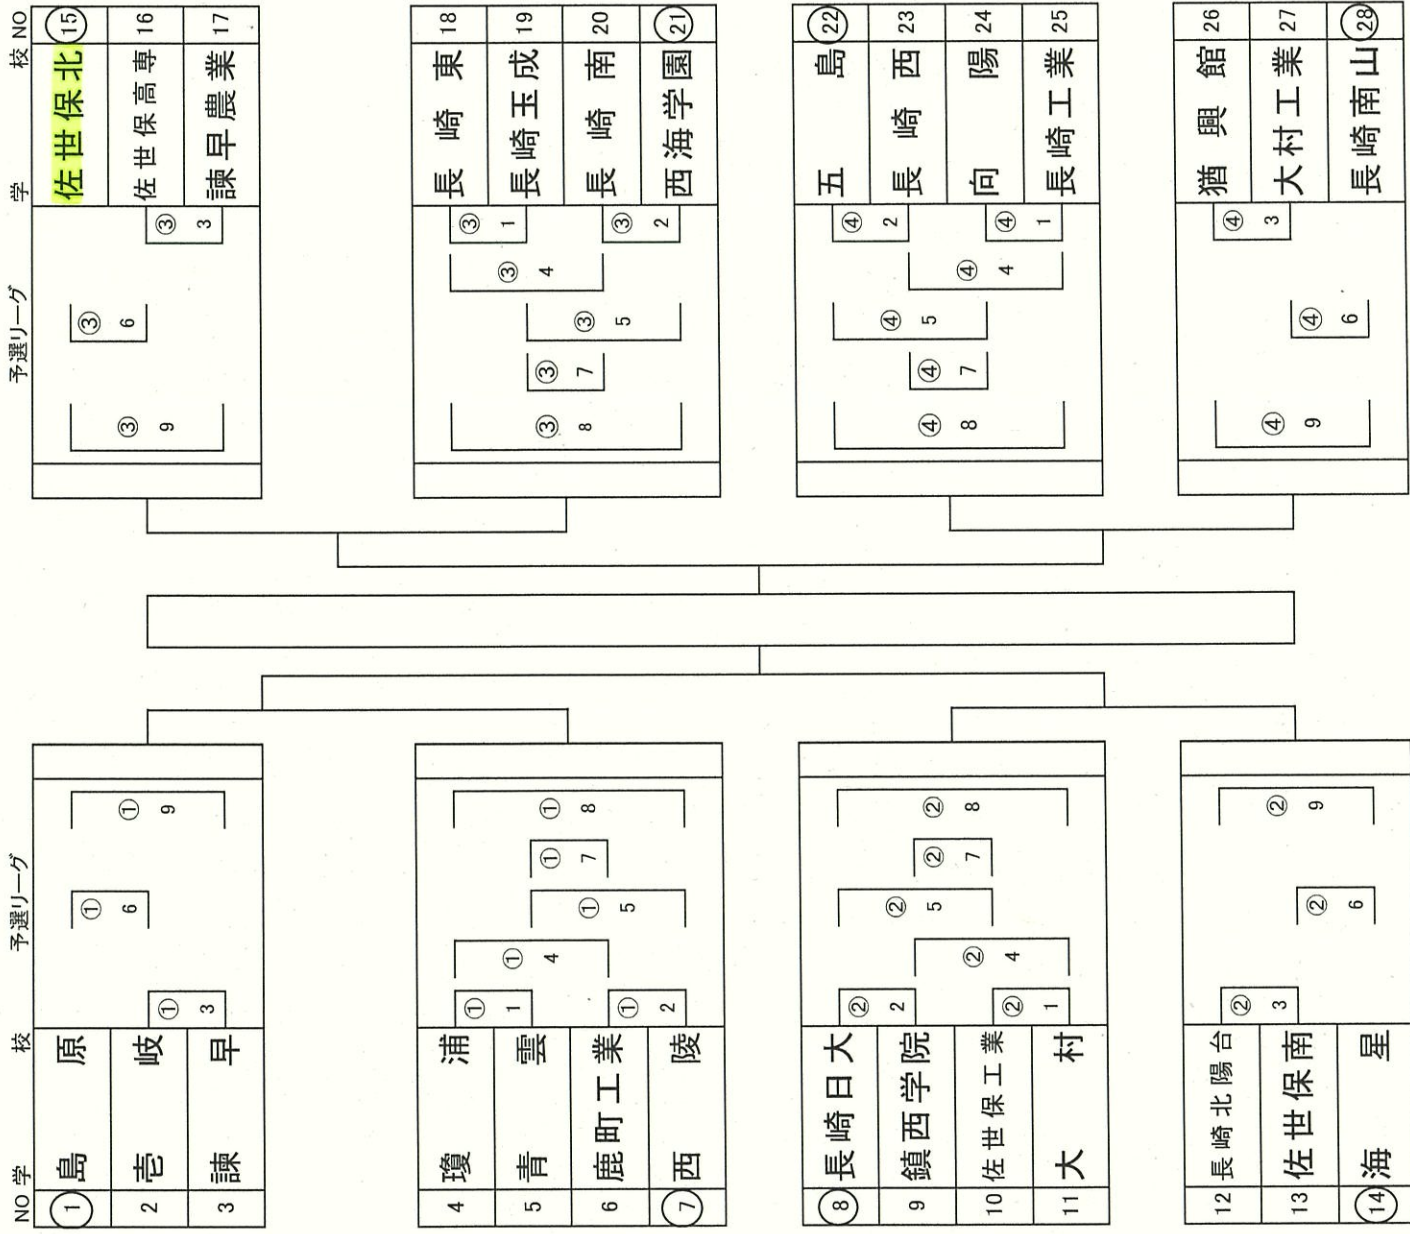 NO 学 校 予選リーグ
① 島原
2 壱岐
3 諫早
① 3
① 6
① 9
4 瓊浦
5 青雲
6 鹿町工業
⑦ 西陵
① 1
① 2
① 4
① 5
① 7
① 8
⑧ 長崎日大
9 鎮西学院
10 佐世保工業
11 大村
② 2
② 1
② 4
② 5
② 7
② 8
12 長崎北陽台
13 佐世保南
⑭ 海星
② 3
② 6
② 9
予選リーグ 学 校 NO
佐世保北 ⑮
佐世保高専 16
諫早農業 17
③ 3
③ 6
③ 9
長崎東 18
長崎玉成 19
長崎南 20
西海学園 ㉑
③ 1
③ 2
③ 4
③ 5
③ 7
③ 8
五島 ㉒
長崎西 23
向陽 24
長崎工業 25
④ 2
④ 1
④ 4
④ 5
④ 7
④ 8
猶興館 26
大村工業 27
長崎南山 ㉘
④ 3
④ 6
④ 9